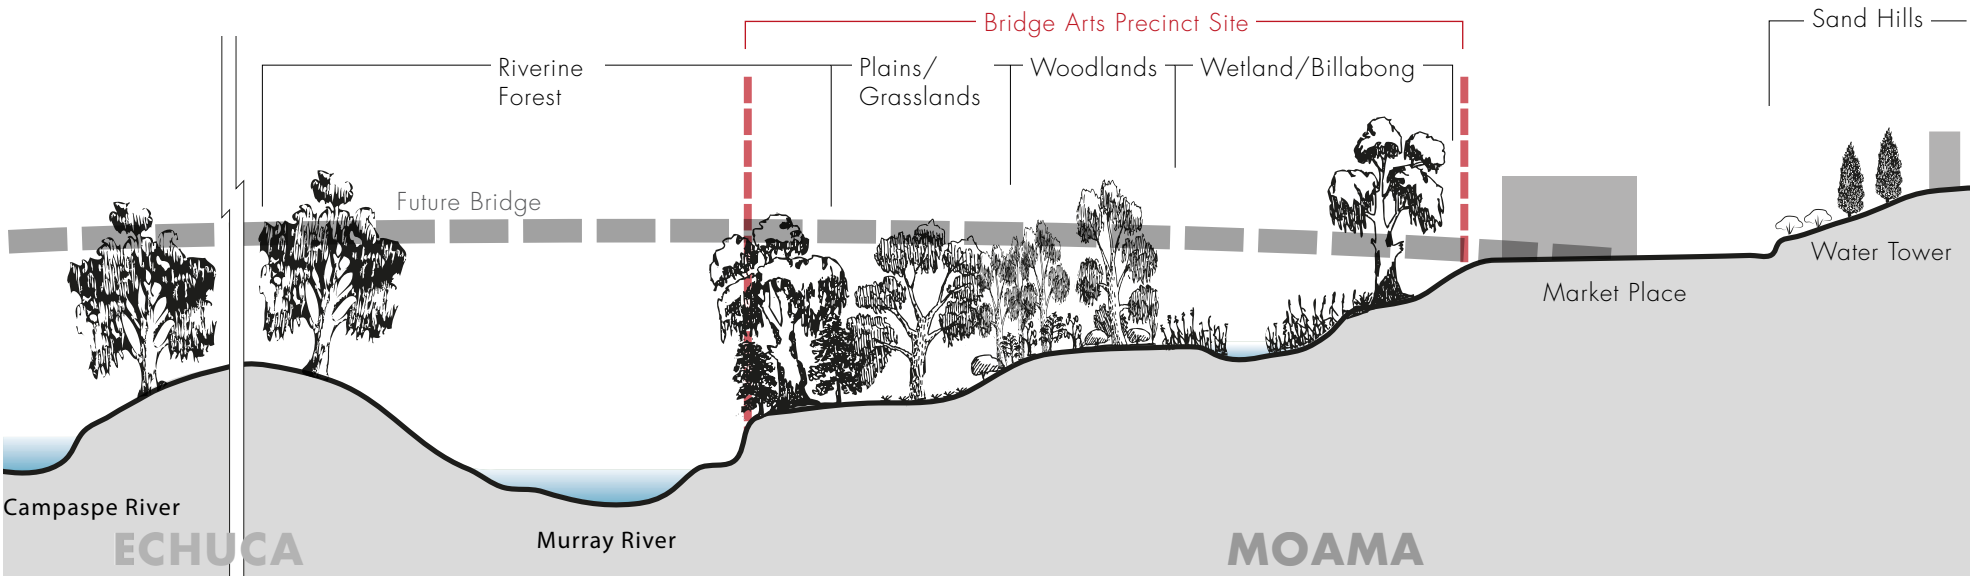 Sand Hills
Bridge Arts Precinct Site
Riverine
Forest
Plains/
Grasslands
Woodlands
Wetland/Billabong
Future Bridge
Water Tower
Market Place
Campaspe River
Murray River
ECHUCA
MOAMA